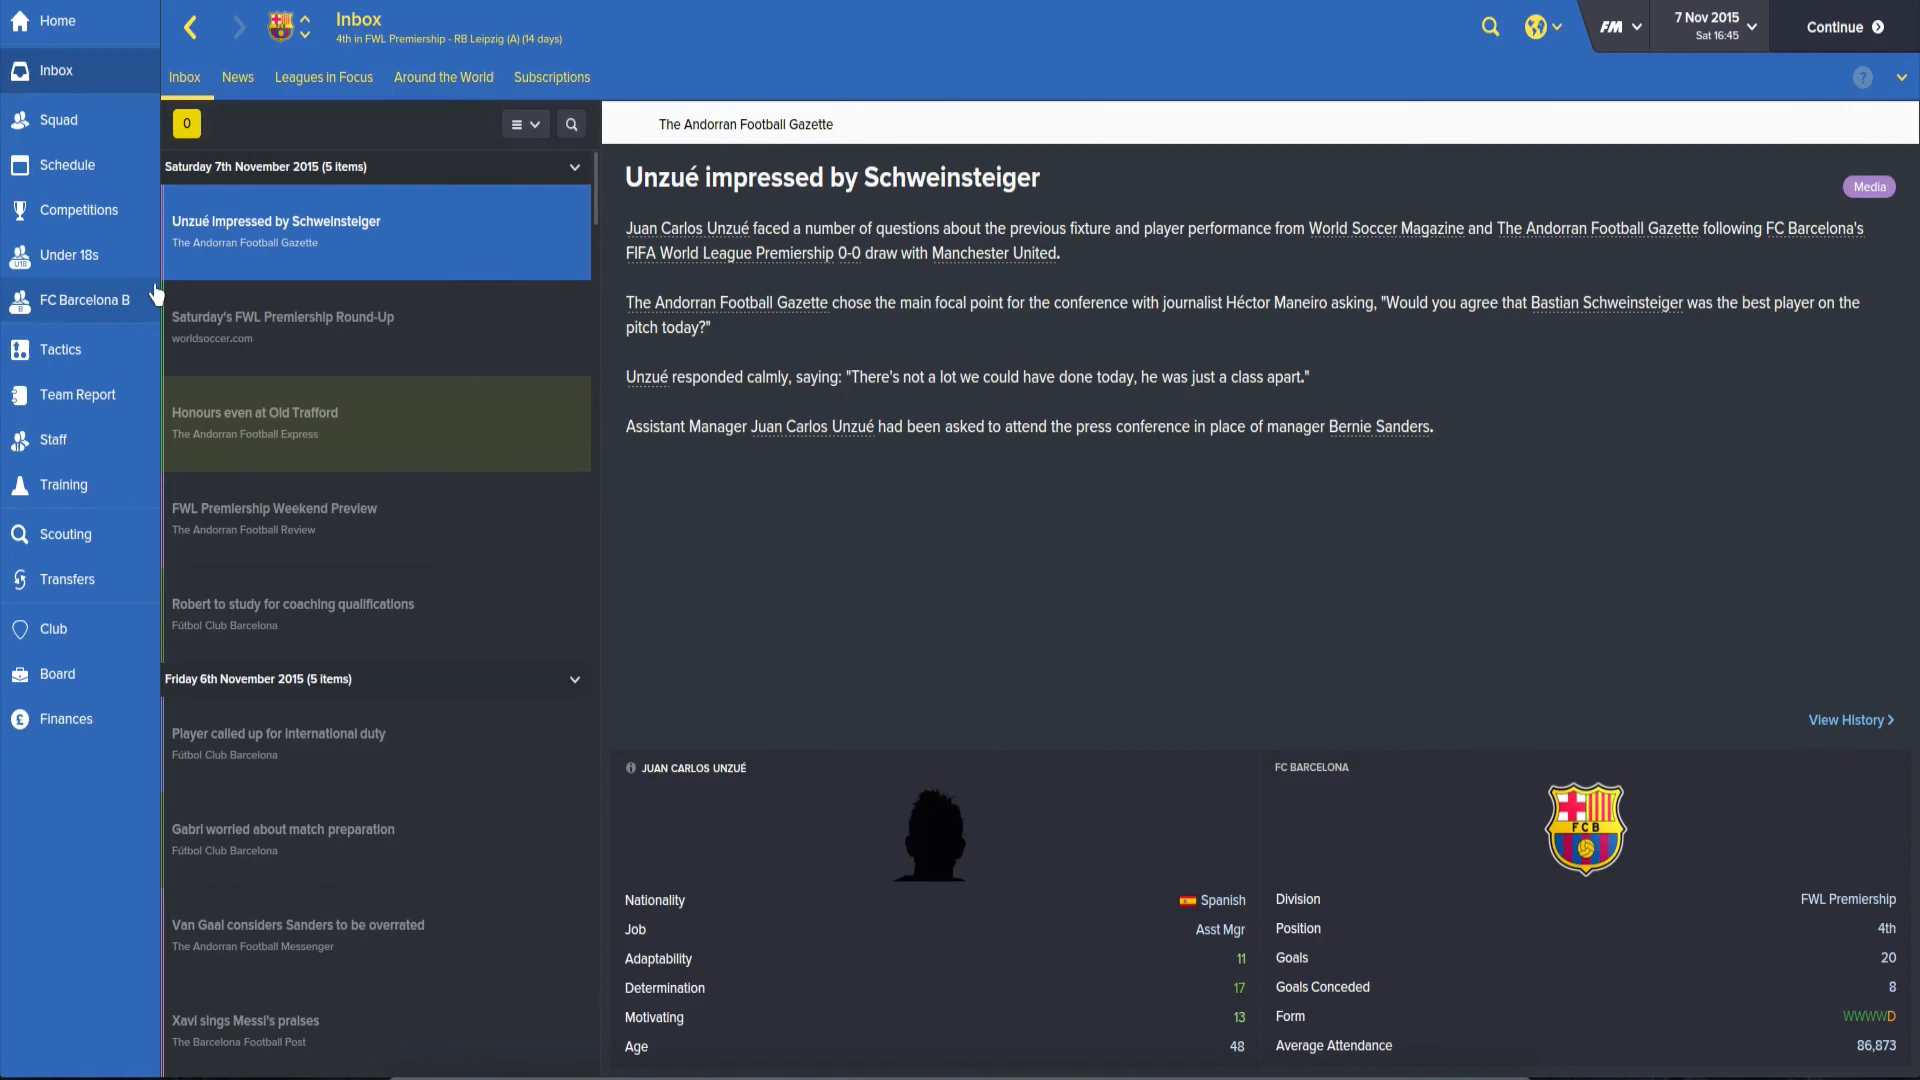 Home
Inbox
Squad
Schedule
Competitions
U18
Under 18s
B
FC Barcelona B
Tactics
Team Report
Staff
Training
Scouting
Transfers
Club
Board
£
Finances
Inbox
4th in FWL Premiership - RB Leipzig (A) (14 days)
FM
7 Nov 2015
Sat 16:45
Continue
Inbox
News
Leagues in Focus
Around the World
Subscriptions
?
0
Saturday 7th November 2015 (5 items)
Unzué impressed by Schweinsteiger
The Andorran Football Gazette
Saturday's FWL Premiership Round-Up
worldsoccer.com
Honours even at Old Trafford
The Andorran Football Express
FWL Premiership Weekend Preview
The Andorran Football Review
Robert to study for coaching qualifications
Fútbol Club Barcelona
Friday 6th November 2015 (5 items)
Player called up for international duty
Fútbol Club Barcelona
Gabri worried about match preparation
Fútbol Club Barcelona
Van Gaal considers Sanders to be overrated
The Andorran Football Messenger
Xavi sings Messi's praises
The Barcelona Football Post
The Andorran Football Gazette
Unzué impressed by Schweinsteiger
Media
Juan Carlos Unzué faced a number of questions about the previous fixture and player performance from World Soccer Magazine and The Andorran Football Gazette following FC Barcelona's
FIFA World League Premiership 0-0 draw with Manchester United.
The Andorran Football Gazette chose the main focal point for the conference with journalist Héctor Maneiro asking, "Would you agree that Bastian Schweinsteiger was the best player on the
pitch today?"
Unzué responded calmly, saying: "There's not a lot we could have done today, he was just a class apart."
Assistant Manager Juan Carlos Unzué had been asked to attend the press conference in place of manager Bernie Sanders.
View History
JUAN CARLOS UNZUÉ
Nationality Spanish
Job Asst Mgr
Adaptability 11
Determination 17
Motivating 13
Age 48
FC BARCELONA
FCB
Division FWL Premiership
Position 4th
Goals 20
Goals Conceded 8
Form WWWWD
Average Attendance 86,873